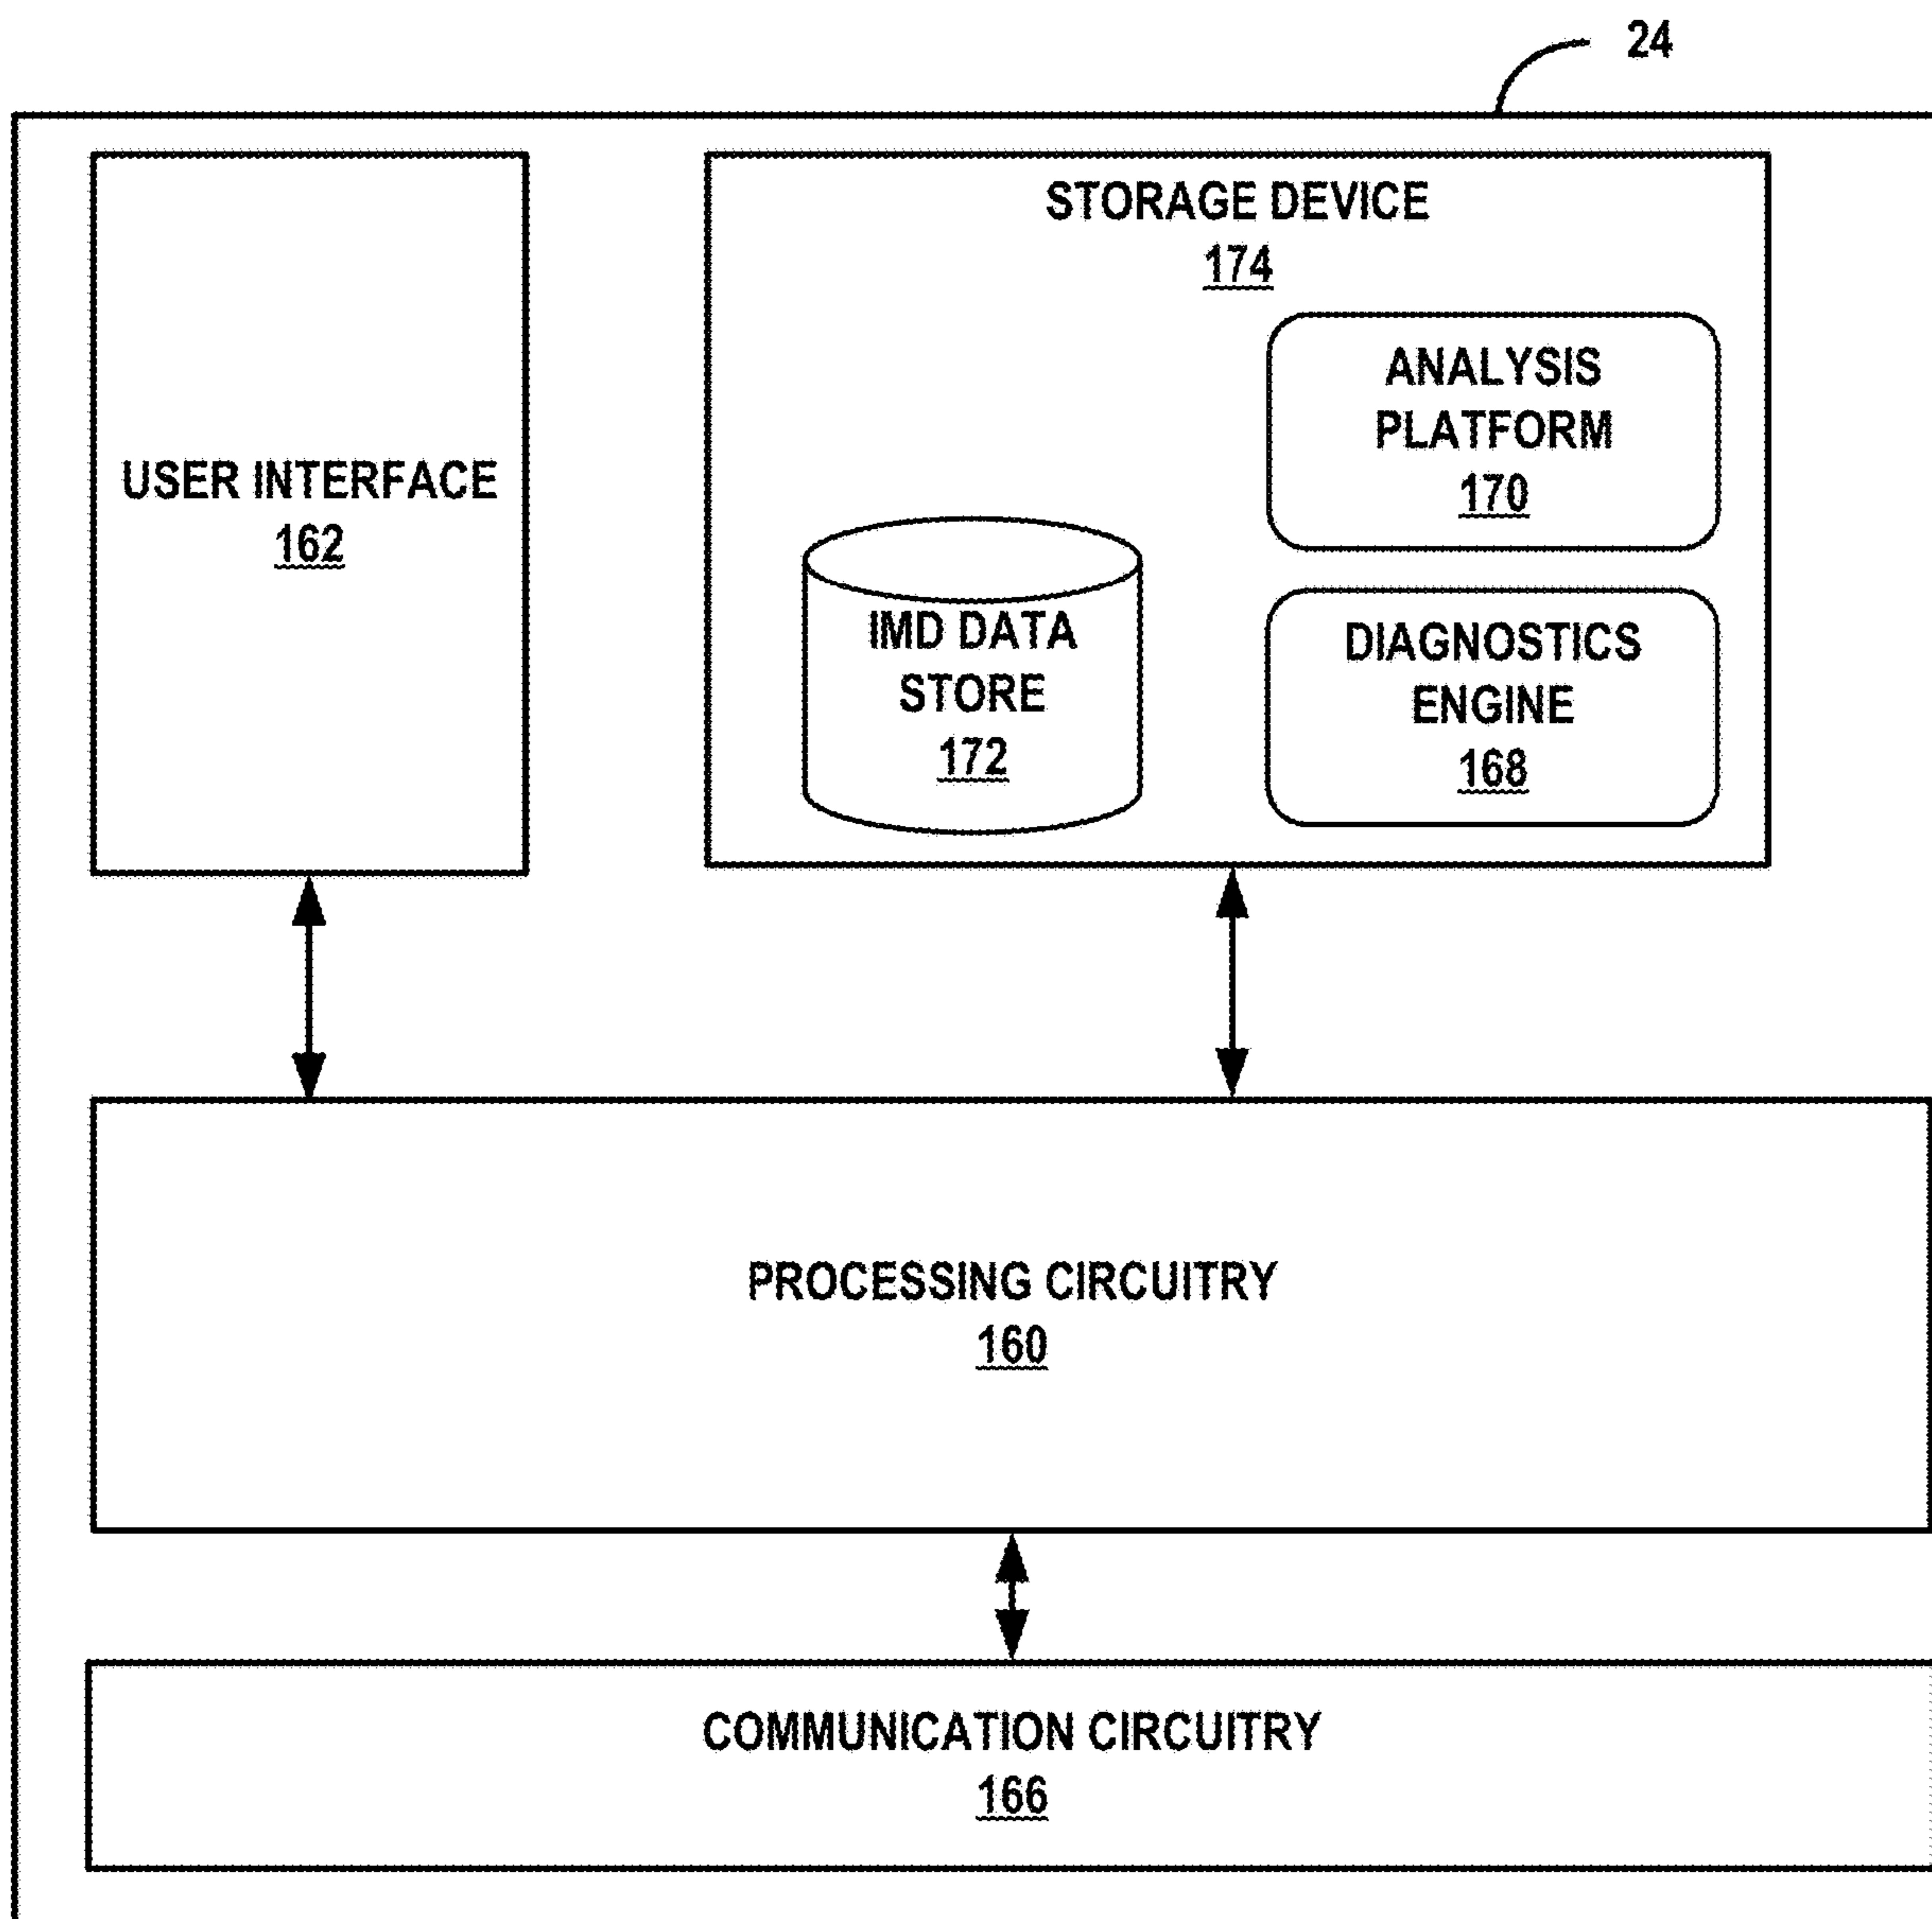 24
STORAGE DEVICE
174
ANALYSIS
PLATFORM
170
USER INTERFACE
162
IMD DATA
STORE
172
DIAGNOSTICS
ENGINE
168
PROCESSING CIRCUITRY
160
COMMUNICATION CIRCUITRY
166